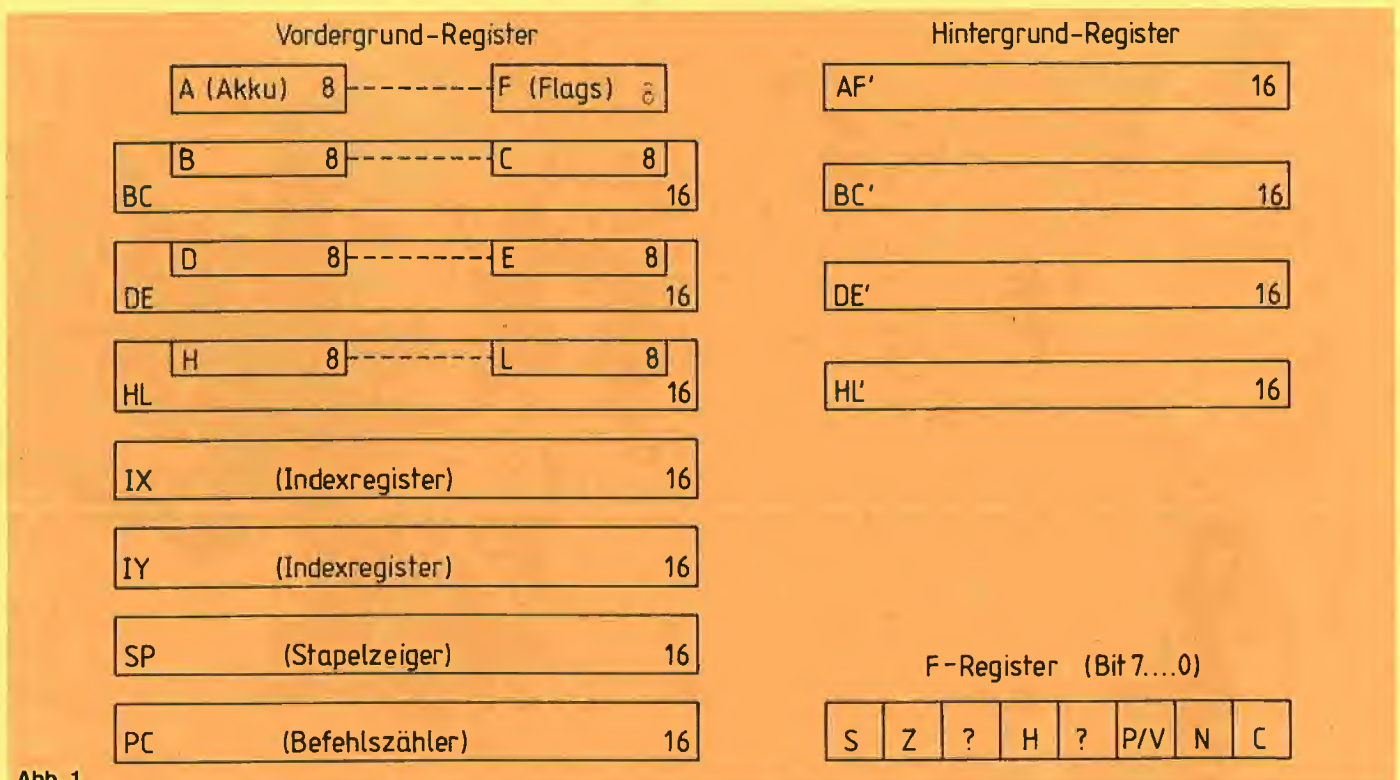 Vordergrund-Register
A (Akku) 8 F (Flags) 8
B 8 C 8
BC 16
D 8 E 8
DE 16
H 8 L 8
HL 16
IX (Indexregister) 16
IY (Indexregister) 16
SP (Stapelzeiger) 16
PC (Befehlszähler) 16
Hintergrund-Register
AF' 16
BC' 16
DE' 16
HL' 16
F-Register (Bit 7....0)
S Z ? H ? P/V N C
Abb. 1